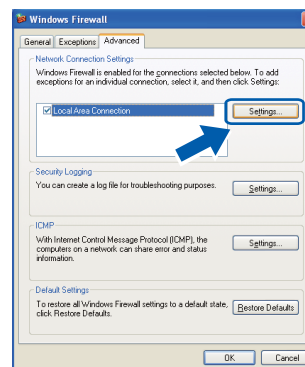 Windows Firewall
General Exceptions Advanced
Network Connection Settings
Windows Firewall is enabled for the connections selected below. To add
exceptions for an individual connection, select it, and then click Settings:
Local Area Connection
Settings...
Security Logging
You can create a log file for troubleshooting purposes.
Settings...
ICMP
With Internet Control Message Protocol (ICMP), the
computers on a network can share error and status
information.
Settings...
Default Settings
To restore all Windows Firewall settings to a default state,
click Restore Defaults.
Restore Defaults
OK Cancel